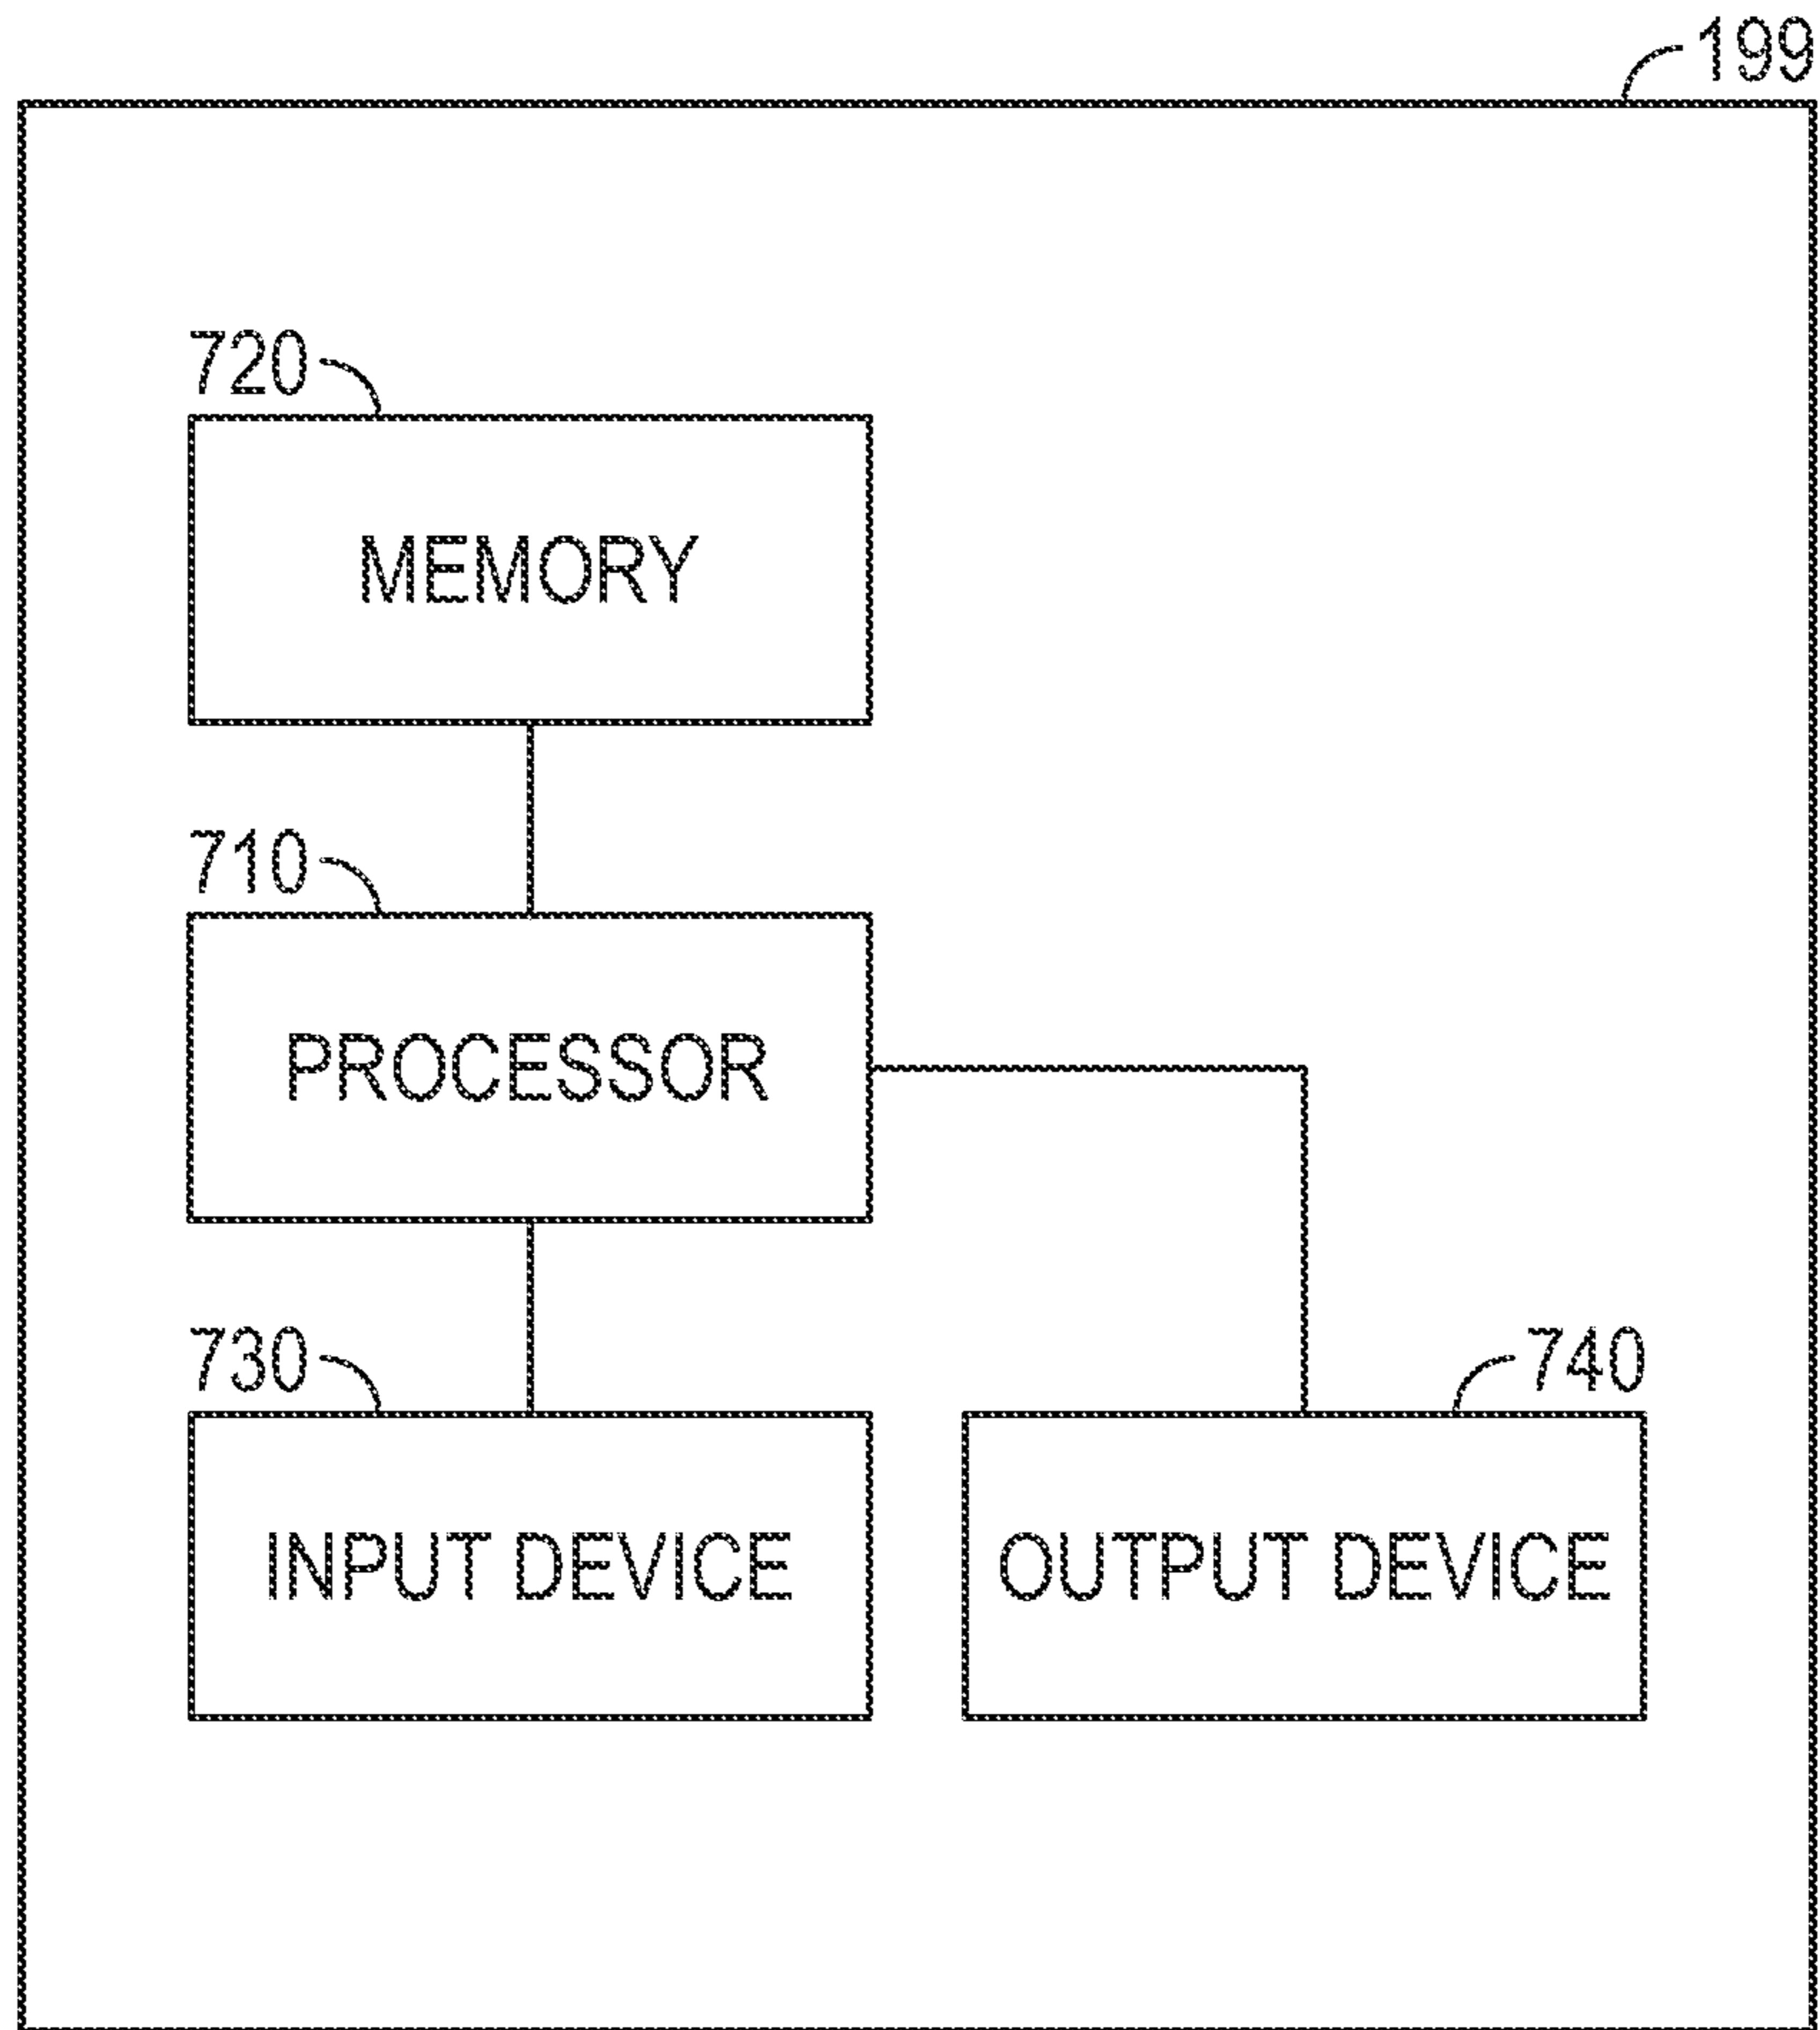 199
720
MEMORY
710
PROCESSOR
730
740
INPUT DEVICE
OUTPUT DEVICE